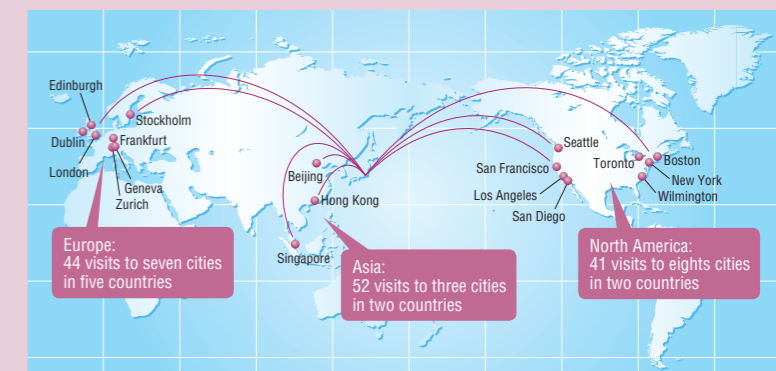 Edinburgh
Stockholm
Dublin
Frankfurt
London
Geneva
Zurich
Beijing
Hong Kong
Singapore
Seattle
San Francisco
Toronto
Boston
Los Angeles
New York
San Diego
Wilmington
Europe:
44 visits to seven cities
in five countries
Asia:
52 visits to three cities
in two countries
North America:
41 visits to eights cities
in two countries